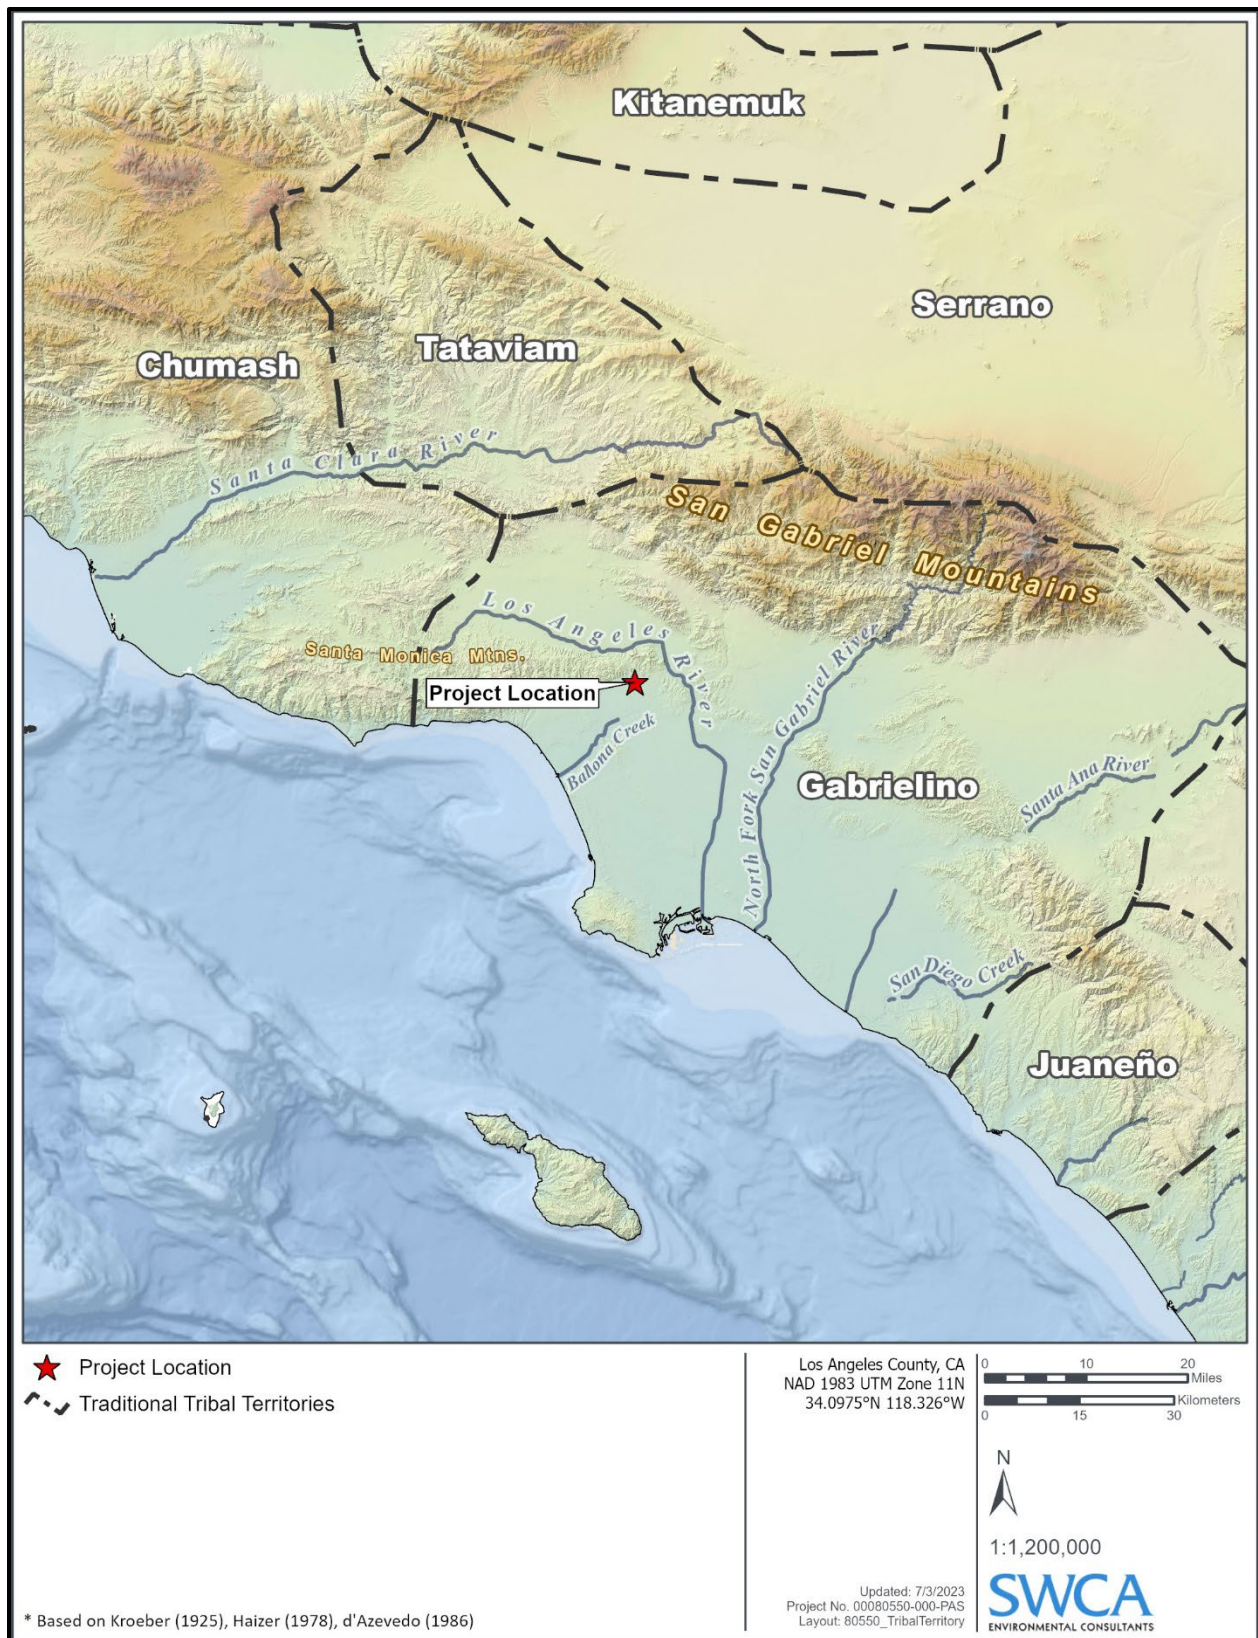 Kitanemuk
Serrano
Tataviam
Chumash
Santa Clara River
San Gabriel Mountains
Los Angeles River
Santa Monica Mtns.
Project Location
Ballona Creek
North Fork San Gabriel River
Gabrielino
Santa Ana River
San Diego Creek
Juaneño
Project Location
Traditional Tribal Territories
* Based on Kroeber (1925), Haizer (1978), d'Azevedo (1986)
Los Angeles County, CA
NAD 1983 UTM Zone 11N
34.0975°N 118.326°W
Updated: 7/3/2023
Project No. 00080550-000-PAS
Layout: 80550_TribalTerritory
0 10 20
Miles
Kilometers
0 15 30
N
1:1,200,000
SWCA
ENVIRONMENTAL CONSULTANTS